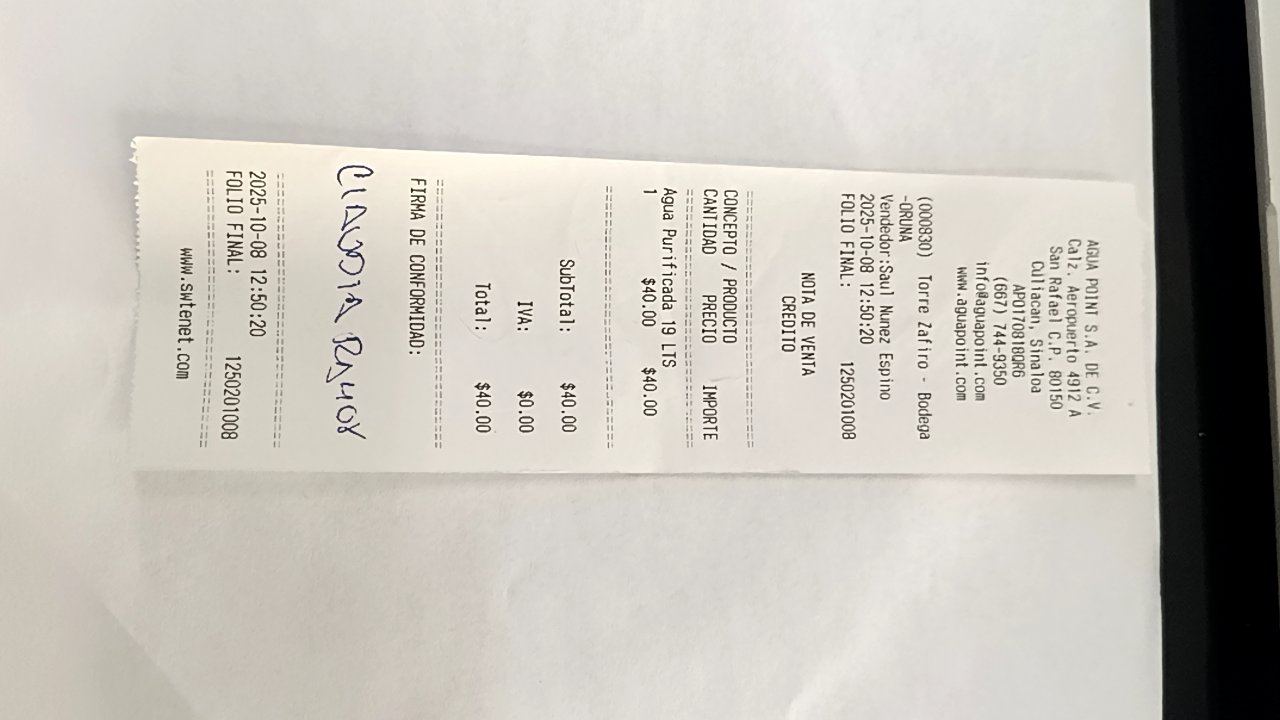 AGUA POINT S.A. DE C.V.
Calz. Aeropuerto 4912 A
San Rafael C.P. 80150
Culiacan, Sinaloa
APO170818QR6
(667) 744-9350
info@aguapoint.com
www.aguapoint.com
(000830) Torre Zafiro - Bodega
-ORUNA
Vendedor:Saul Nunez Espino
2025-10-08 12:50:20
FOLIO FINAL: 1250201008
NOTA DE VENTA
CREDITO
CONCEPTO / PRODUCTO
CANTIDAD PRECIO IMPORTE
Agua Purificada 19 LTS
1 $40.00 $40.00
SubTotal: $40.00
IVA: $0.00
Total: $40.00
FIRMA DE CONFORMIDAD:
CLAUDIA
2025-10-08 12:50:20
FOLIO FINAL: 1250201008
www.swtenet.com